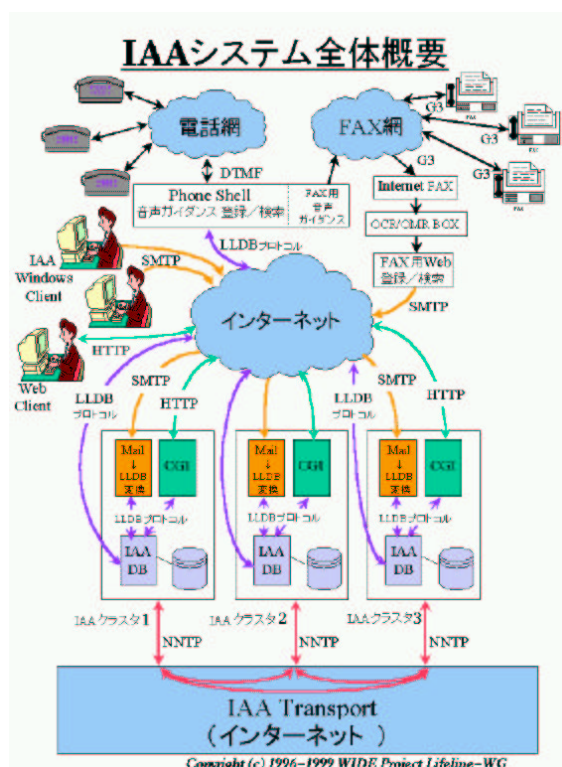 IAAシステム全体概要
電話網
FAX網
G3
G3
G3
G3
DTMF
Phone Shell
音声ガイダンス 登録/検索
FAX用
音声
ガイダンス
Internet FAX
OCR/OMR BOX
FAX用Web
登録/検索
LLDBプロトコル
SMTP
SMTP
IAA
Windows
Client
インターネット
HTTP
Web
Client
SMTP
HTTP
LLDB
プロトコル
SMTP
LLDB
プロトコル
HTTP
Mail
↓
LLDB
変換
CGI
Mail
↓
LLDB
変換
CGI
Mail
↓
LLDB
変換
CGI
LLDBプロトコル
LLDBプロトコル
LLDBプロトコル
IAA
DB
IAA
DB
IAA
DB
IAAクラスタ1
IAAクラスタ2
IAAクラスタ3
NNTP
NNTP
NNTP
IAA Transport
(インターネット)
Copyright (c) 1996-1999 WIDE Project Lifeline-WG